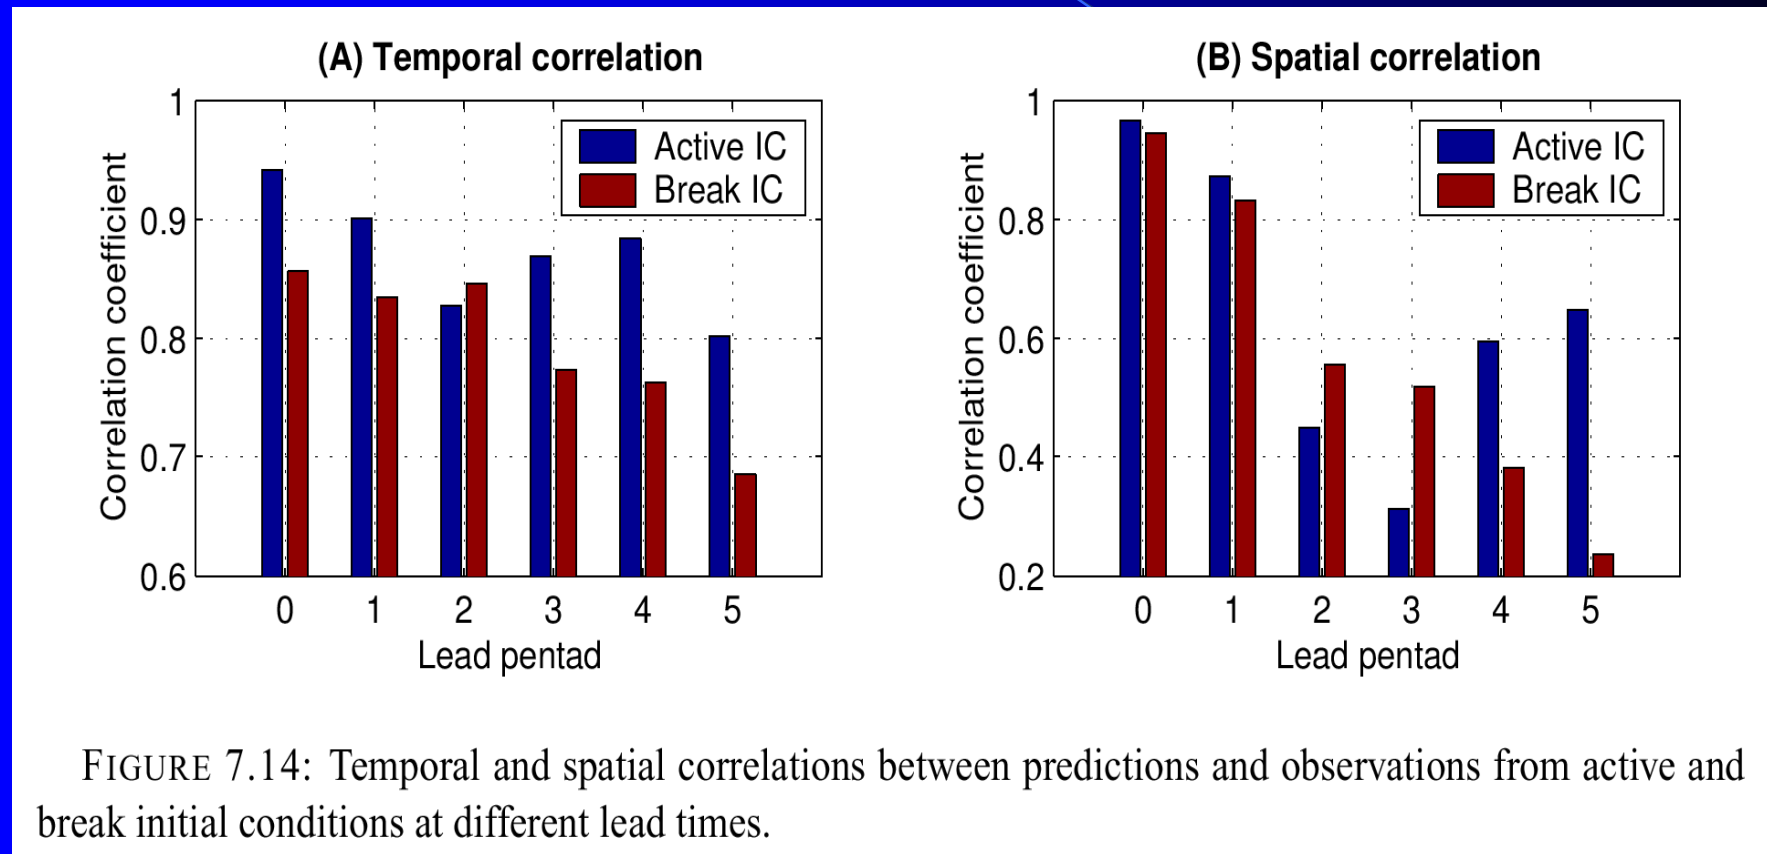 (A) Temporal correlation
Correlation coefficient
1
0.9
0.8
0.7
0.6
Active IC
Break IC
0 1 2 3 4 5
Lead pentad
(B) Spatial correlation
Correlation coefficient
1
0.8
0.6
0.4
0.2
Active IC
Break IC
0 1 2 3 4 5
Lead pentad
FIGURE 7.14: Temporal and spatial correlations between predictions and observations from active and
break initial conditions at different lead times.